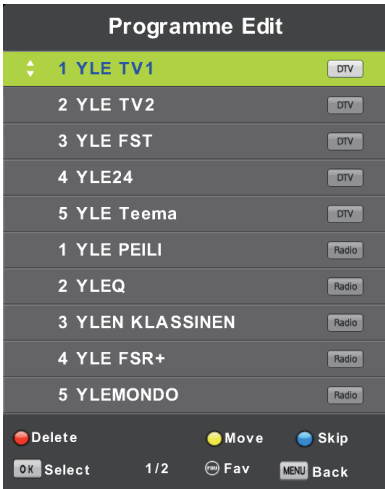 Programme Edit
1 YLE TV1 DTV
2 YLE TV2 DTV
3 YLE FST DTV
4 YLE24 DTV
5 YLE Teema DTV
1 YLE PEILI Radio
2 YLEQ Radio
3 YLEN KLASSINEN Radio
4 YLE FSR+ Radio
5 YLEMONDO Radio
Delete Move Skip
OK Select 1/2 FAV Fav MENU Back